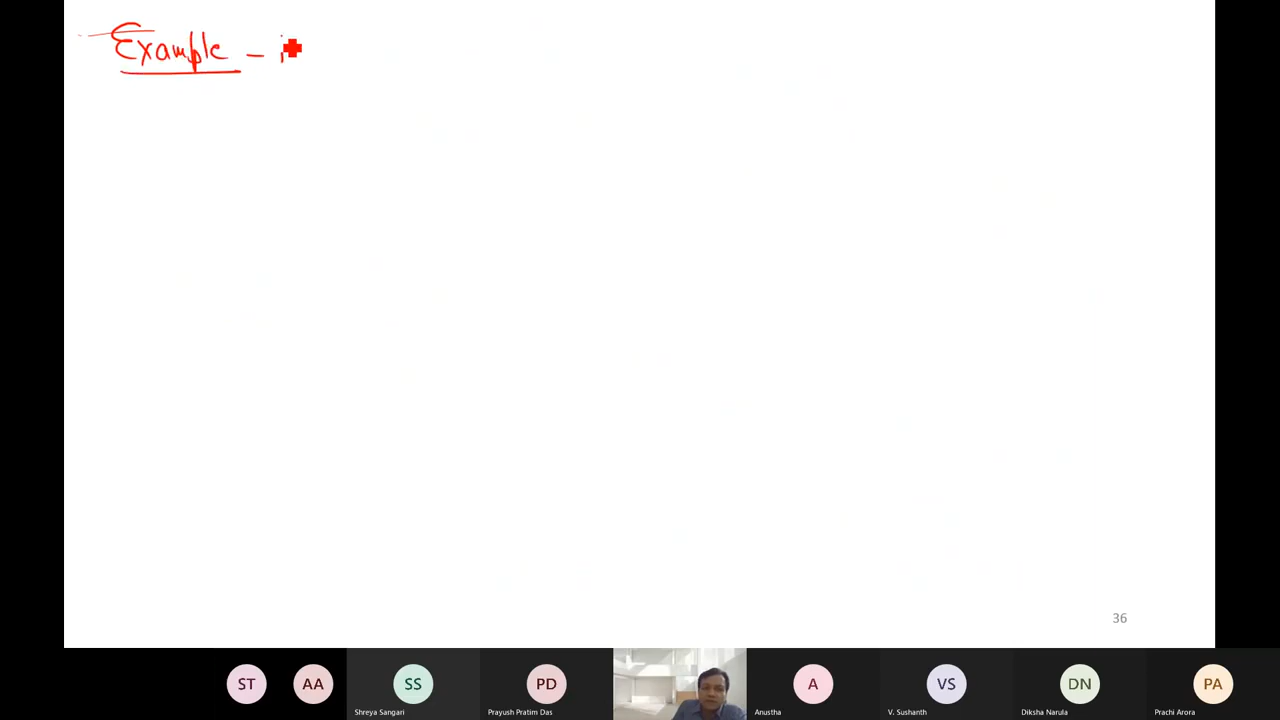 Example - i
36
ST
AA
SS
PD
A
VS
DN
PA
Shreya Sangari
Prayush Pratim Das
Anustha
V. Sushanth
Diksha Narula
Prachi Arora